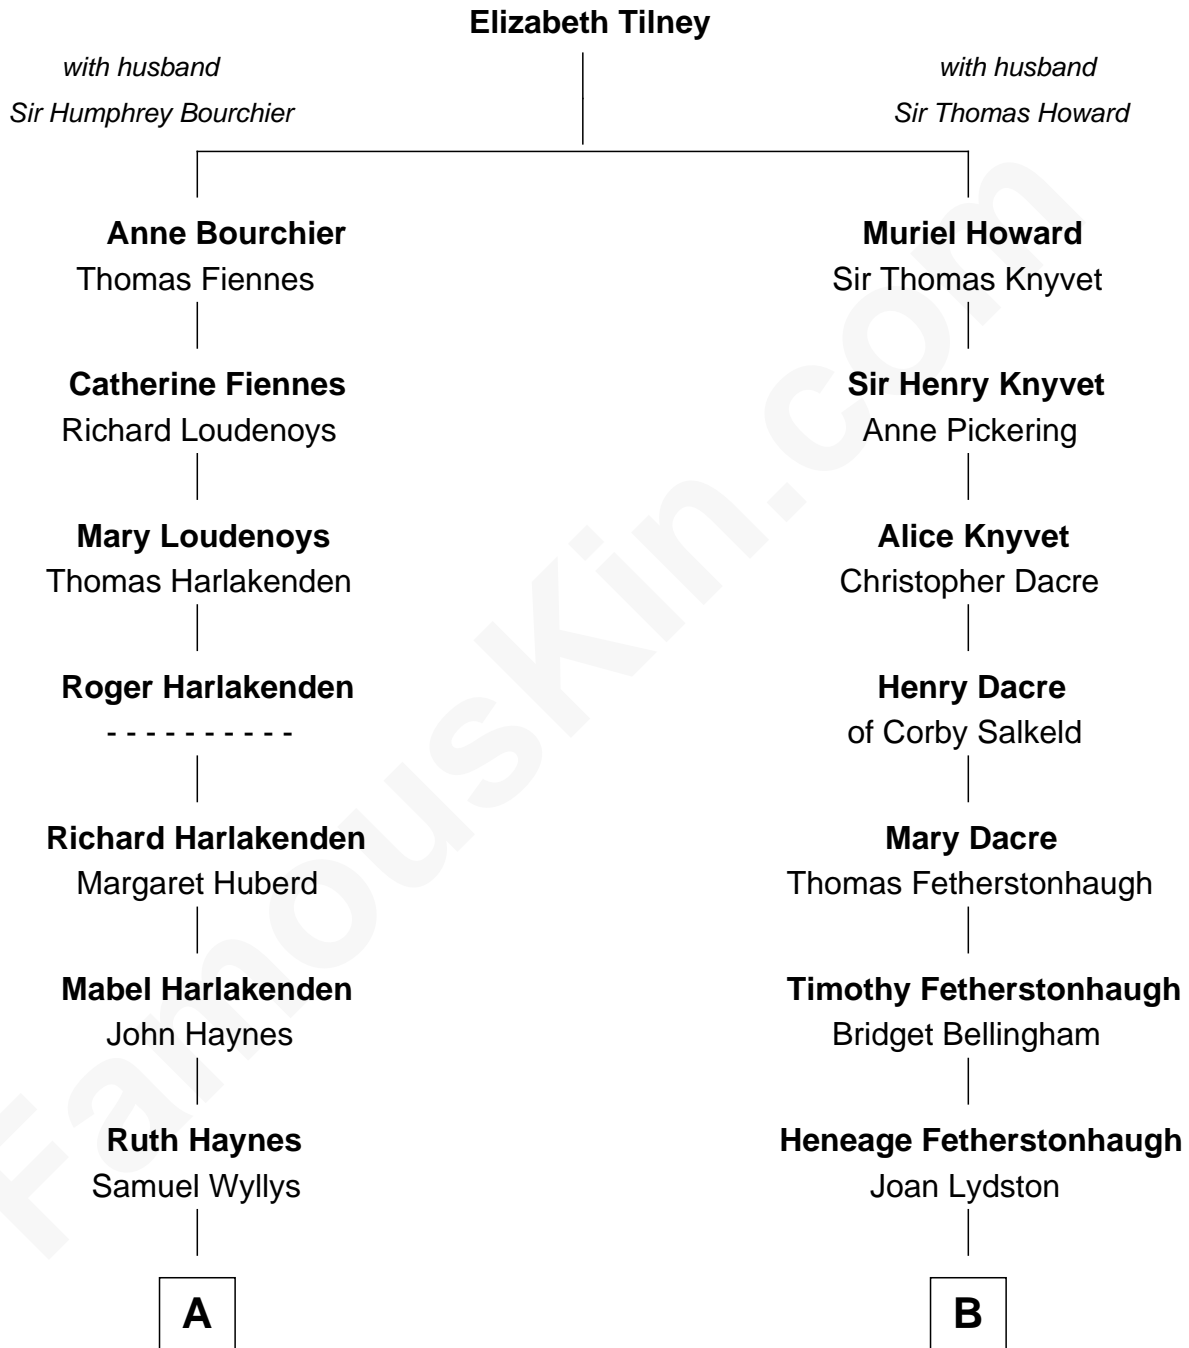 Elizabeth Tilney
with husband
Sir Humphrey Bourchier
with husband
Sir Thomas Howard
Anne Bourchier
Thomas Fiennes
Muriel Howard
Sir Thomas Knyvet
Catherine Fiennes
Richard Loudenoys
Sir Henry Knyvet
Anne Pickering
Mary Loudenoys
Thomas Harlakenden
Alice Knyvet
Christopher Dacre
Roger Harlakenden
- - - - - - - - - -
Henry Dacre
of Corby Salkeld
Richard Harlakenden
Margaret Huberd
Mary Dacre
Thomas Fetherstonhaugh
Mabel Harlakenden
John Haynes
Timothy Fetherstonhaugh
Bridget Bellingham
Ruth Haynes
Samuel Wyllys
Heneage Fetherstonhaugh
Joan Lydston
A
B
FamousKin.com